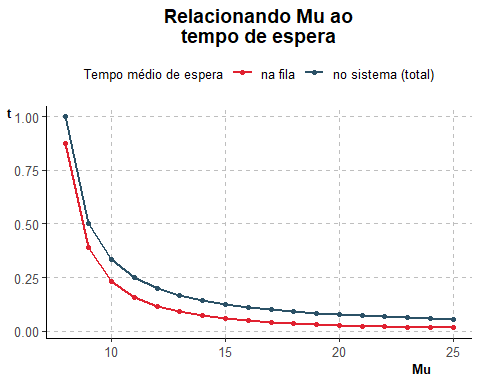 Relacionando Mu ao
tempo de espera
Tempo médio de espera na fila no sistema (total)
t
1.00
0.75
0.50
0.25
0.00
10 15 20 25
Mu